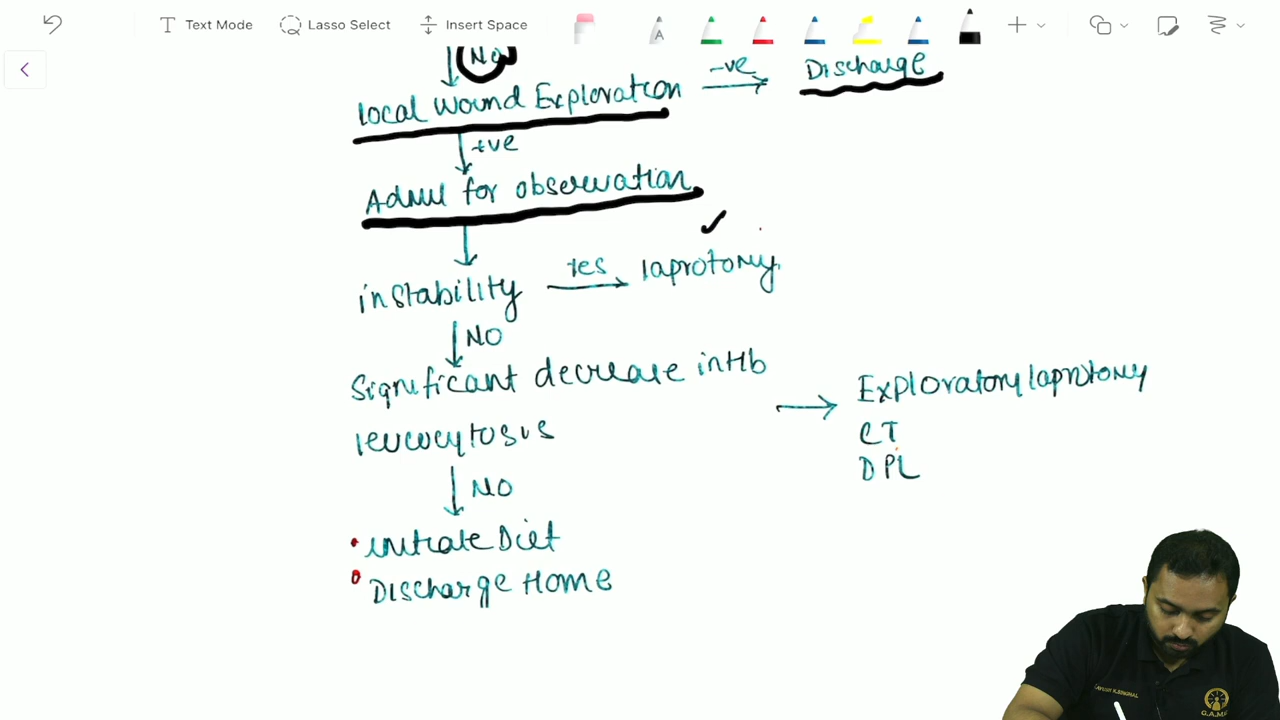 Text Mode Lasso Select Insert Space
A
No
Local Wound Exploration -ve Discharge
+ve
Admit for observation
instability Yes laprotomy
NO
Significant decrease in Hb
leucocytosis
Exploratory laprotomy
CT
DPL
NO
• initiate Diet
• Discharge Home
G.A.M.S